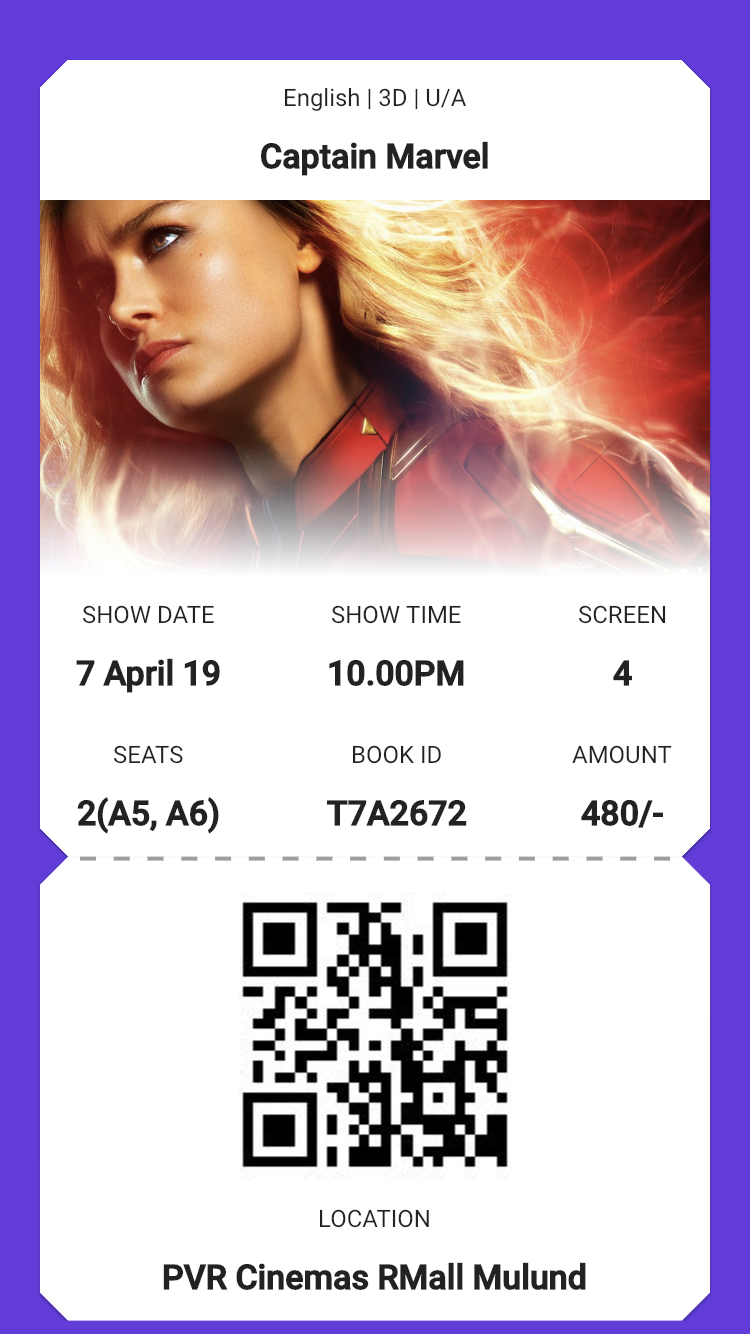 English | 3D | U/A
Captain Marvel
SHOW DATE SHOW TIME SCREEN
7 April 19 10.00PM 4
SEATS BOOK ID AMOUNT
2(A5, A6) T7A2672 480/-
LOCATION
PVR Cinemas RMall Mulund